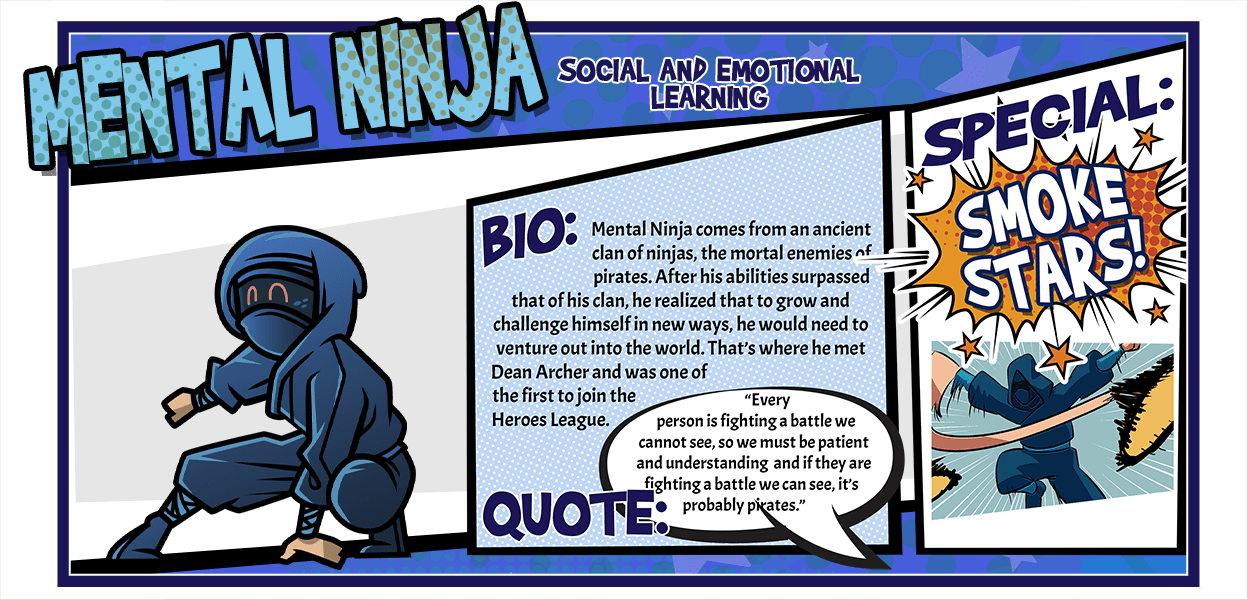 MENTAL NINJA
SOCIAL AND EMOTIONAL
LEARNING
BIO:
Mental Ninja comes from an ancient
clan of ninjas, the mortal enemies of
pirates. After his abilities surpassed
that of his clan, he realized that to grow and
challenge himself in new ways, he would need to
venture out into the world. That’s where he met
Dean Archer and was one of
the first to join the
Heroes League.
QUOTE:
“Every
person is fighting a battle we
cannot see, so we must be patient
and understanding and if they are
fighting a battle we can see, it’s
probably pirates.”
SPECIAL:
SMOKE
STARS!